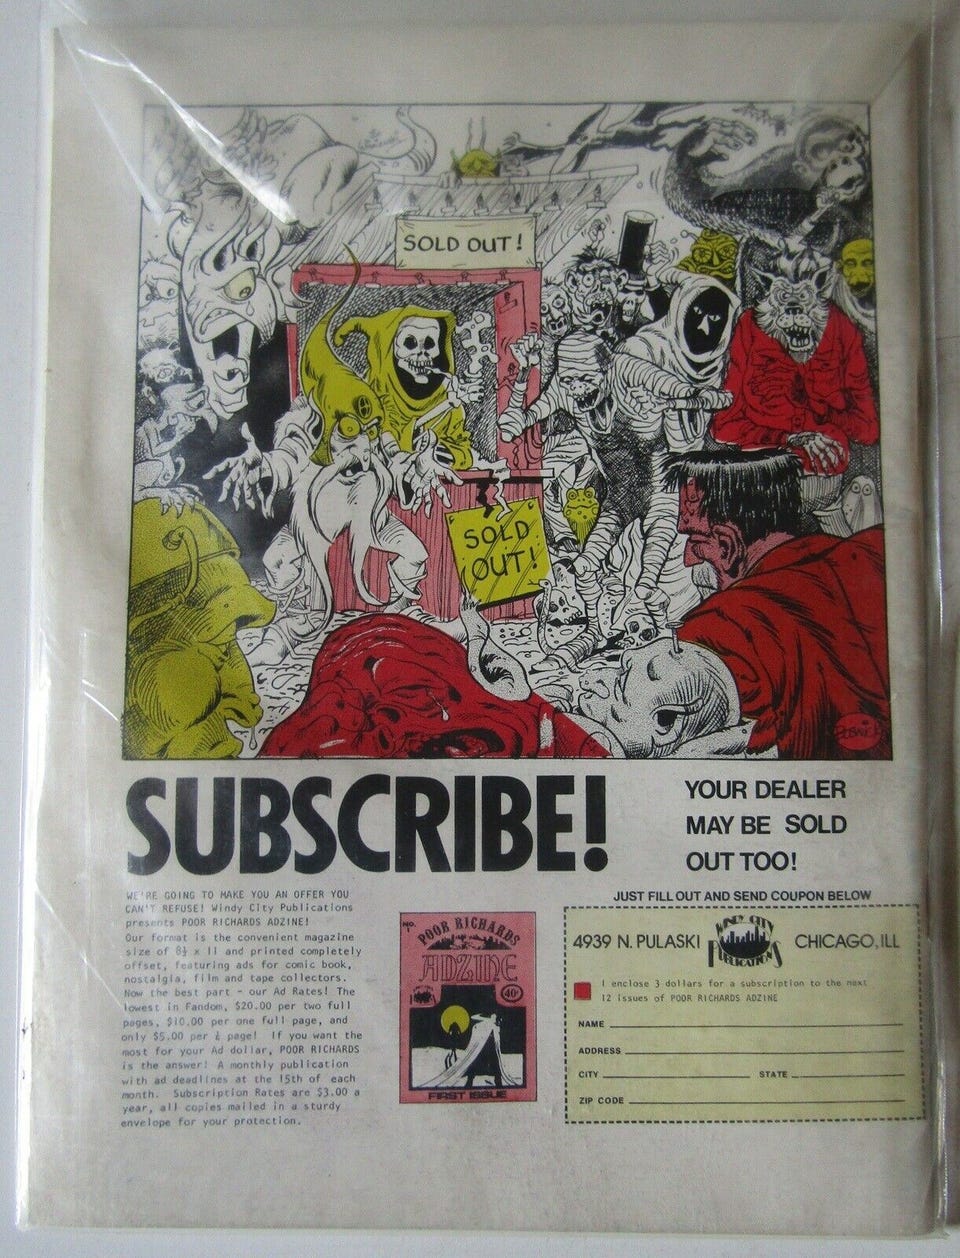 SOLD OUT!
SOLD
OUT!
SUBSCRIBE!
YOUR DEALER
MAY BE SOLD
OUT TOO!
WE'RE GOING TO MAKE YOU AN OFFER YOU
CAN'T REFUSE! Windy City Publications
presents POOR RICHARDS ADZINE!
Our format is the convenient magazine
size of 8½ x 11 and printed completely
offset, featuring ads for comic book,
nostalgia, film and tape collectors.
Now the best part - our Ad Rates! The
lowest in Fandom, $20.00 per two full
pages, $10.00 per one full page, and
only $5.00 per ½ page! If you want the
most for your Ad dollar, POOR RICHARDS
is the answer! A monthly publication
with ad deadlines at the 15th of each
month. Subscription Rates are $3.00 a
year, all copies mailed in a sturdy
envelope for your protection.
NO. 1
POOR RICHARDS
ADZINE
40¢
FIRST ISSUE
JUST FILL OUT AND SEND COUPON BELOW
4939 N. PULASKI
WINDY CITY
PUBLICATIONS
CHICAGO, ILL
I enclose 3 dollars for a subscription to the next
12 issues of POOR RICHARDS ADZINE
NAME
ADDRESS
CITY STATE
ZIP CODE